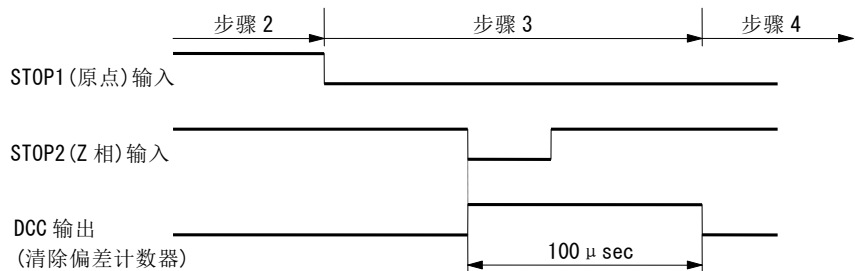 步骤 2 步骤 3 步骤 4
STOP1(原点)输入
STOP2(Z 相)输入
DCC 输出
(清除偏差计数器)
100 μ sec